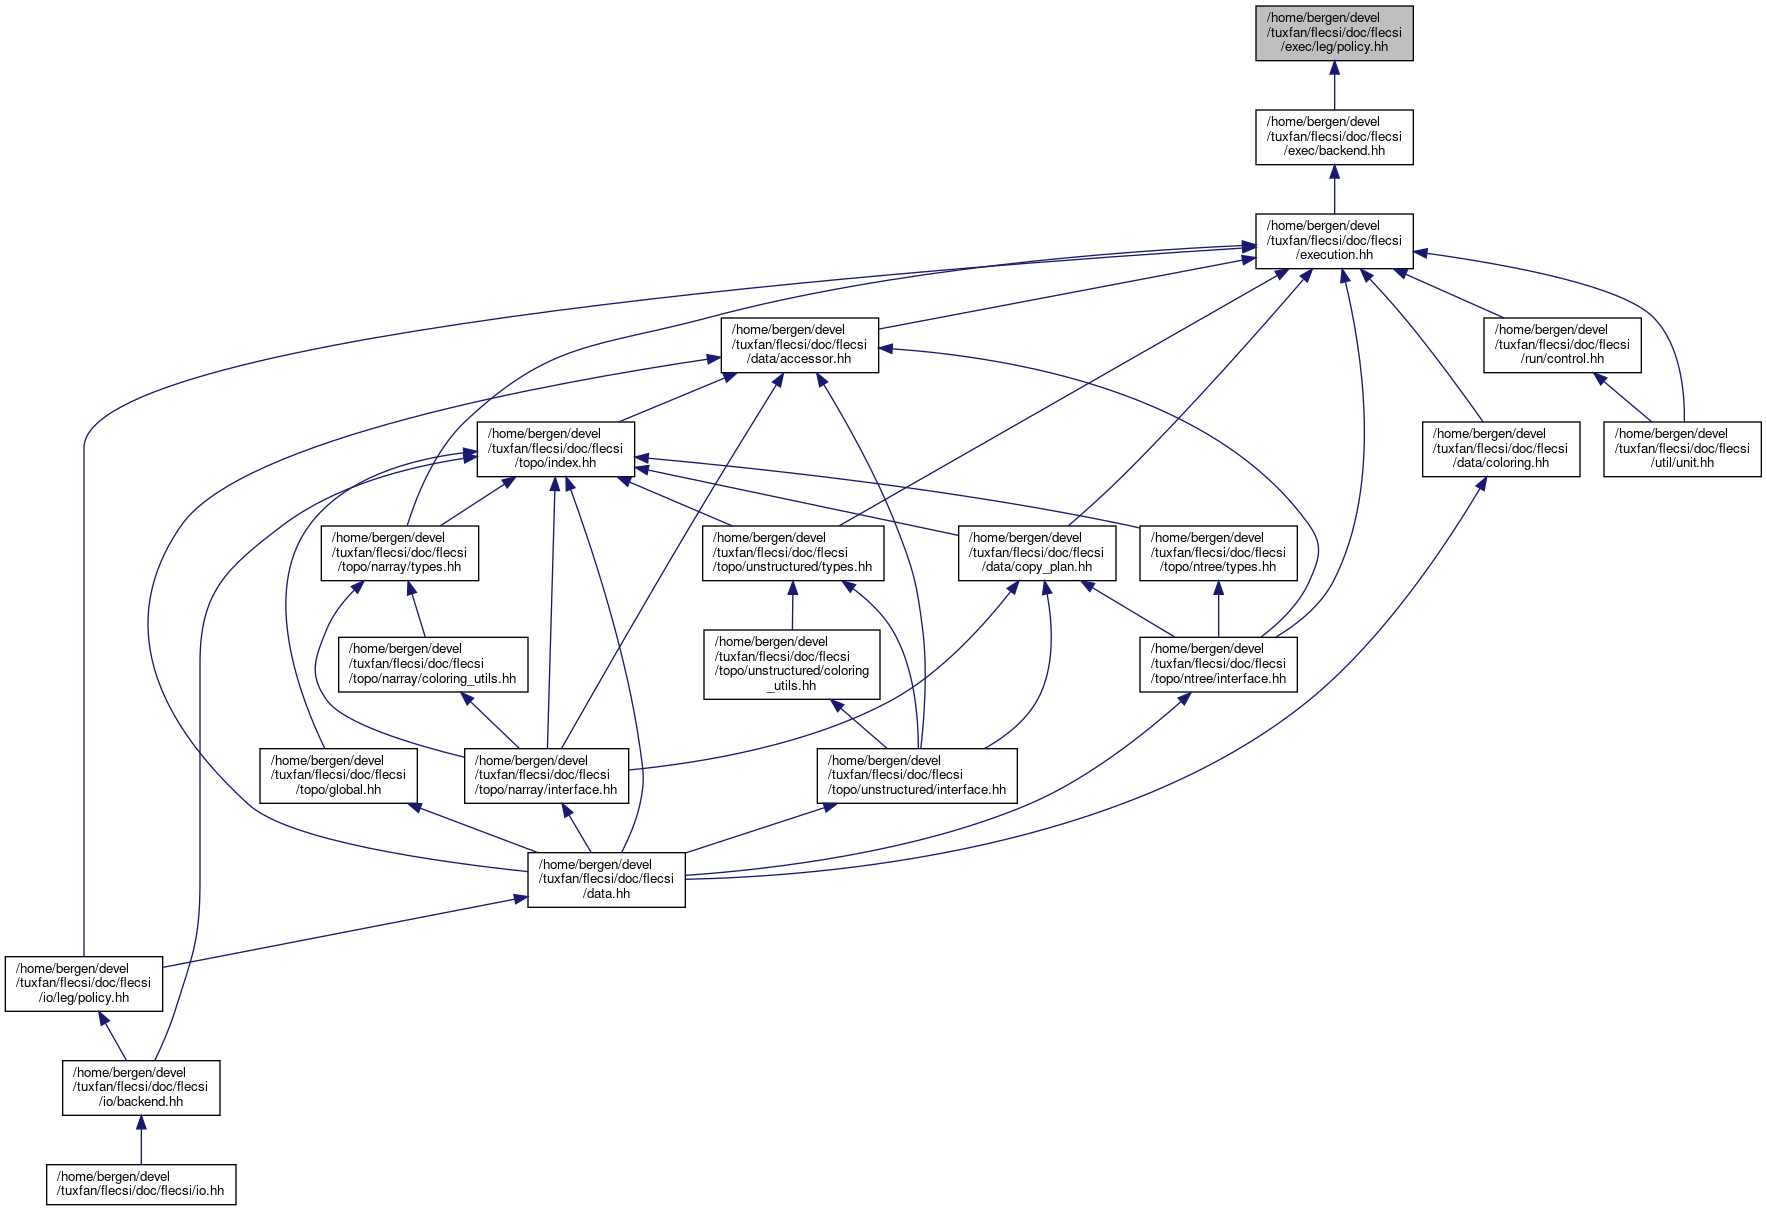 /home/bergen/devel
/tuxfan/flecsi/doc/flecsi
/exec/leg/policy.hh
/home/bergen/devel
/tuxfan/flecsi/doc/flecsi
/exec/backend.hh
/home/bergen/devel
/tuxfan/flecsi/doc/flecsi
/execution.hh
/home/bergen/devel
/tuxfan/flecsi/doc/flecsi
/data/accessor.hh
/home/bergen/devel
/tuxfan/flecsi/doc/flecsi
/run/control.hh
/home/bergen/devel
/tuxfan/flecsi/doc/flecsi
/topo/index.hh
/home/bergen/devel
/tuxfan/flecsi/doc/flecsi
/data/coloring.hh
/home/bergen/devel
/tuxfan/flecsi/doc/flecsi
/util/unit.hh
/home/bergen/devel
/tuxfan/flecsi/doc/flecsi
/topo/narray/types.hh
/home/bergen/devel
/tuxfan/flecsi/doc/flecsi
/topo/unstructured/types.hh
/home/bergen/devel
/tuxfan/flecsi/doc/flecsi
/data/copy_plan.hh
/home/bergen/devel
/tuxfan/flecsi/doc/flecsi
/topo/ntree/types.hh
/home/bergen/devel
/tuxfan/flecsi/doc/flecsi
/topo/narray/coloring_utils.hh
/home/bergen/devel
/tuxfan/flecsi/doc/flecsi
/topo/unstructured/coloring
_utils.hh
/home/bergen/devel
/tuxfan/flecsi/doc/flecsi
/topo/ntree/interface.hh
/home/bergen/devel
/tuxfan/flecsi/doc/flecsi
/topo/global.hh
/home/bergen/devel
/tuxfan/flecsi/doc/flecsi
/topo/narray/interface.hh
/home/bergen/devel
/tuxfan/flecsi/doc/flecsi
/topo/unstructured/interface.hh
/home/bergen/devel
/tuxfan/flecsi/doc/flecsi
/data.hh
/home/bergen/devel
/tuxfan/flecsi/doc/flecsi
/io/leg/policy.hh
/home/bergen/devel
/tuxfan/flecsi/doc/flecsi
/io/backend.hh
/home/bergen/devel
/tuxfan/flecsi/doc/flecsi/io.hh